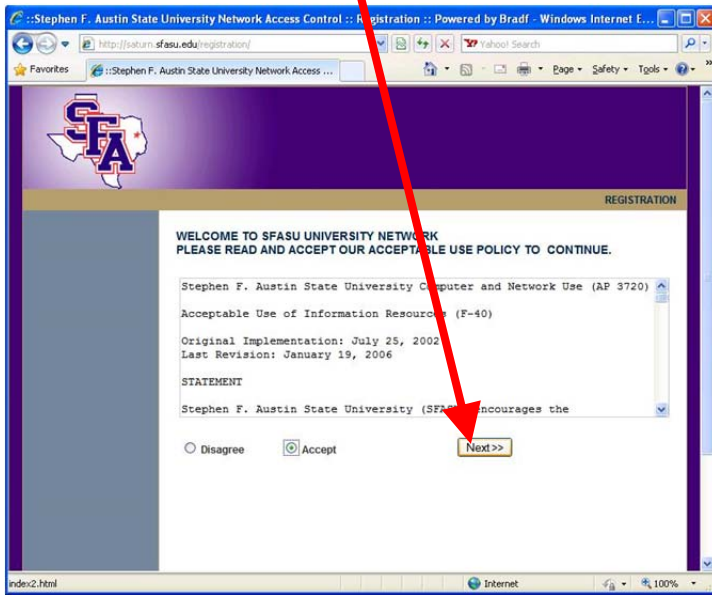 ::Stephen F. Austin State University Network Access Control :: Registration :: Powered by Bradf - Windows Internet E...
http://saturn.sfasu.edu/registration/
Yahoo! Search
Favorites
::Stephen F. Austin State University Network Access ...
Page
Safety
Tools
SFA
REGISTRATION
WELCOME TO SFASU UNIVERSITY NETWORK
PLEASE READ AND ACCEPT OUR ACCEPTABLE USE POLICY TO CONTINUE.
Stephen F. Austin State University Computer and Network Use (AP 3720)
Acceptable Use of Information Resources (F-40)
Original Implementation: July 25, 2002
Last Revision: January 19, 2006
STATEMENT
Stephen F. Austin State University (SFASU) encourages the
Disagree
Accept
Next>>
index2.html
Internet
100%